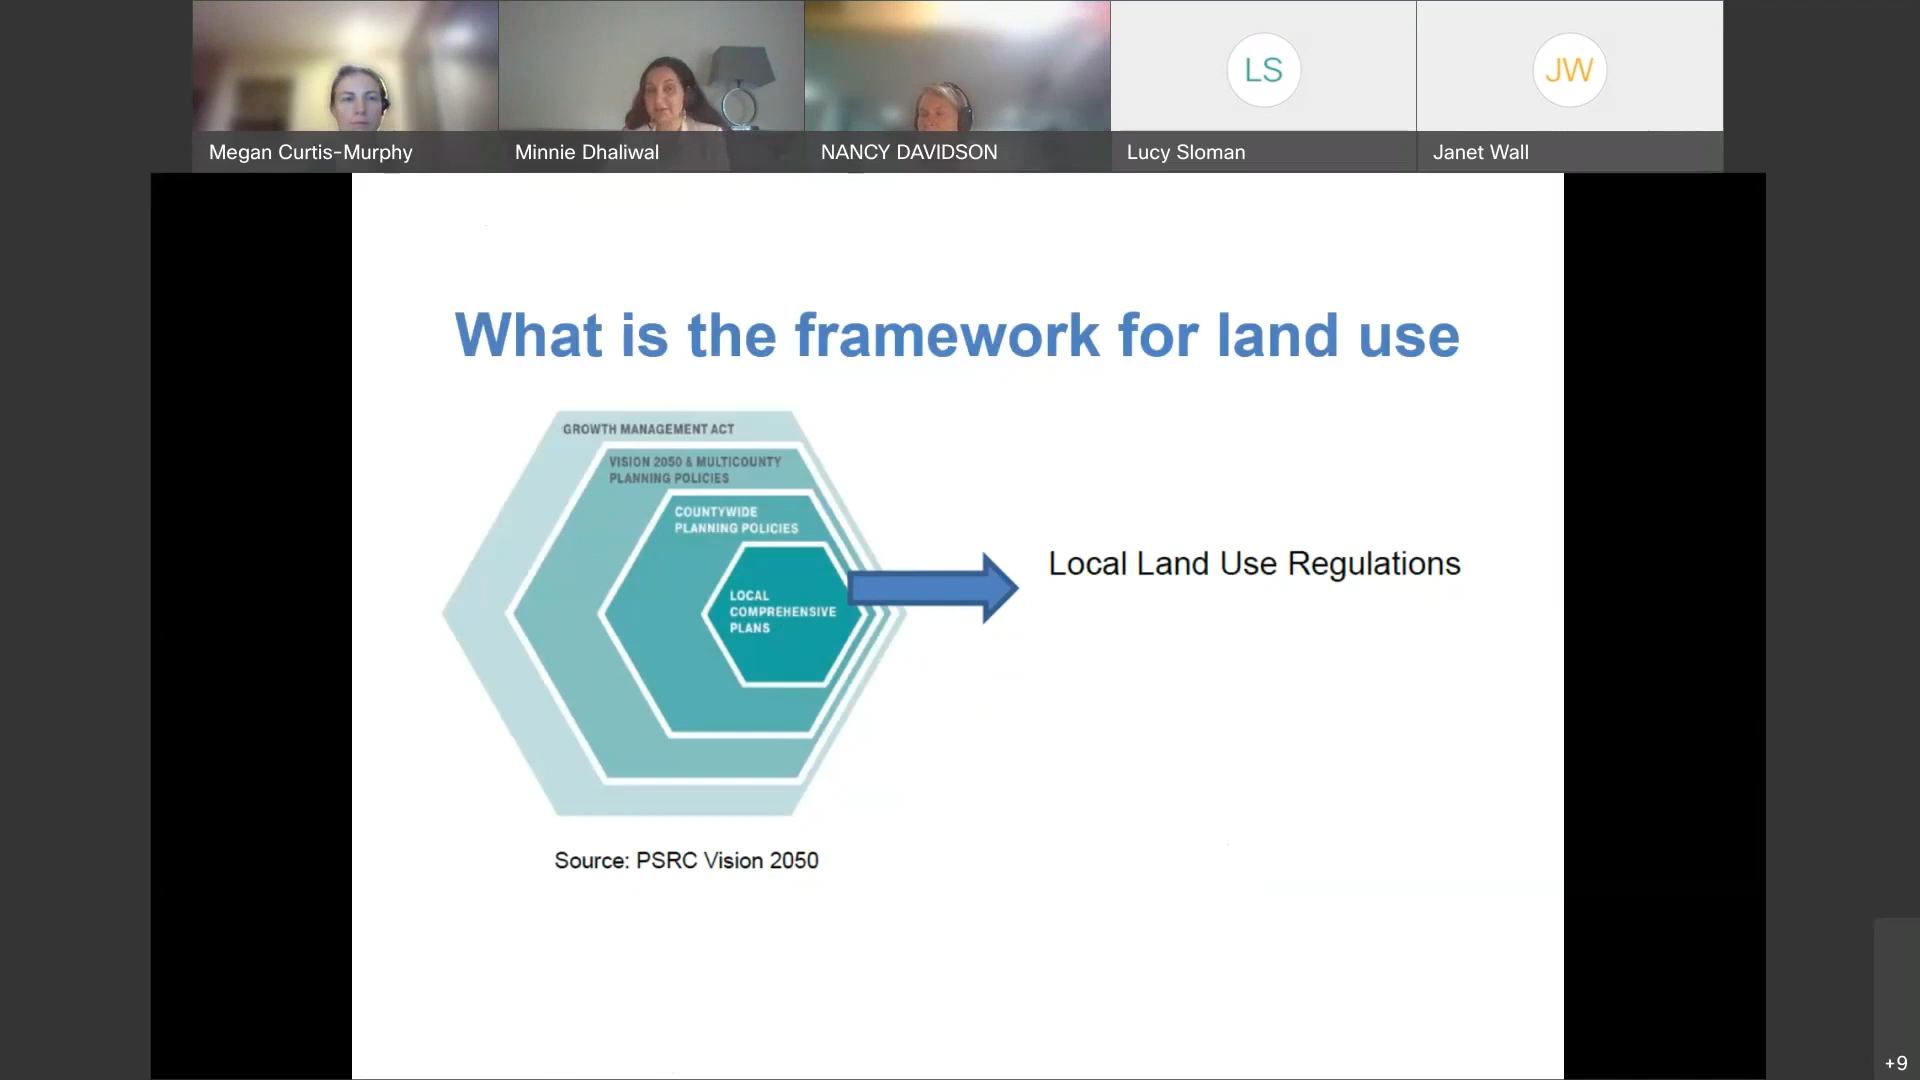 LS
JW
Megan Curtis-Murphy
Minnie Dhaliwal
NANCY DAVIDSON
Lucy Sloman
Janet Wall
What is the framework for land use
GROWTH MANAGEMENT ACT
VISION 2050 & MULTICOUNTY
PLANNING POLICIES
COUNTYWIDE
PLANNING POLICIES
LOCAL
COMPREHENSIVE
PLANS
Local Land Use Regulations
Source: PSRC Vision 2050
+9